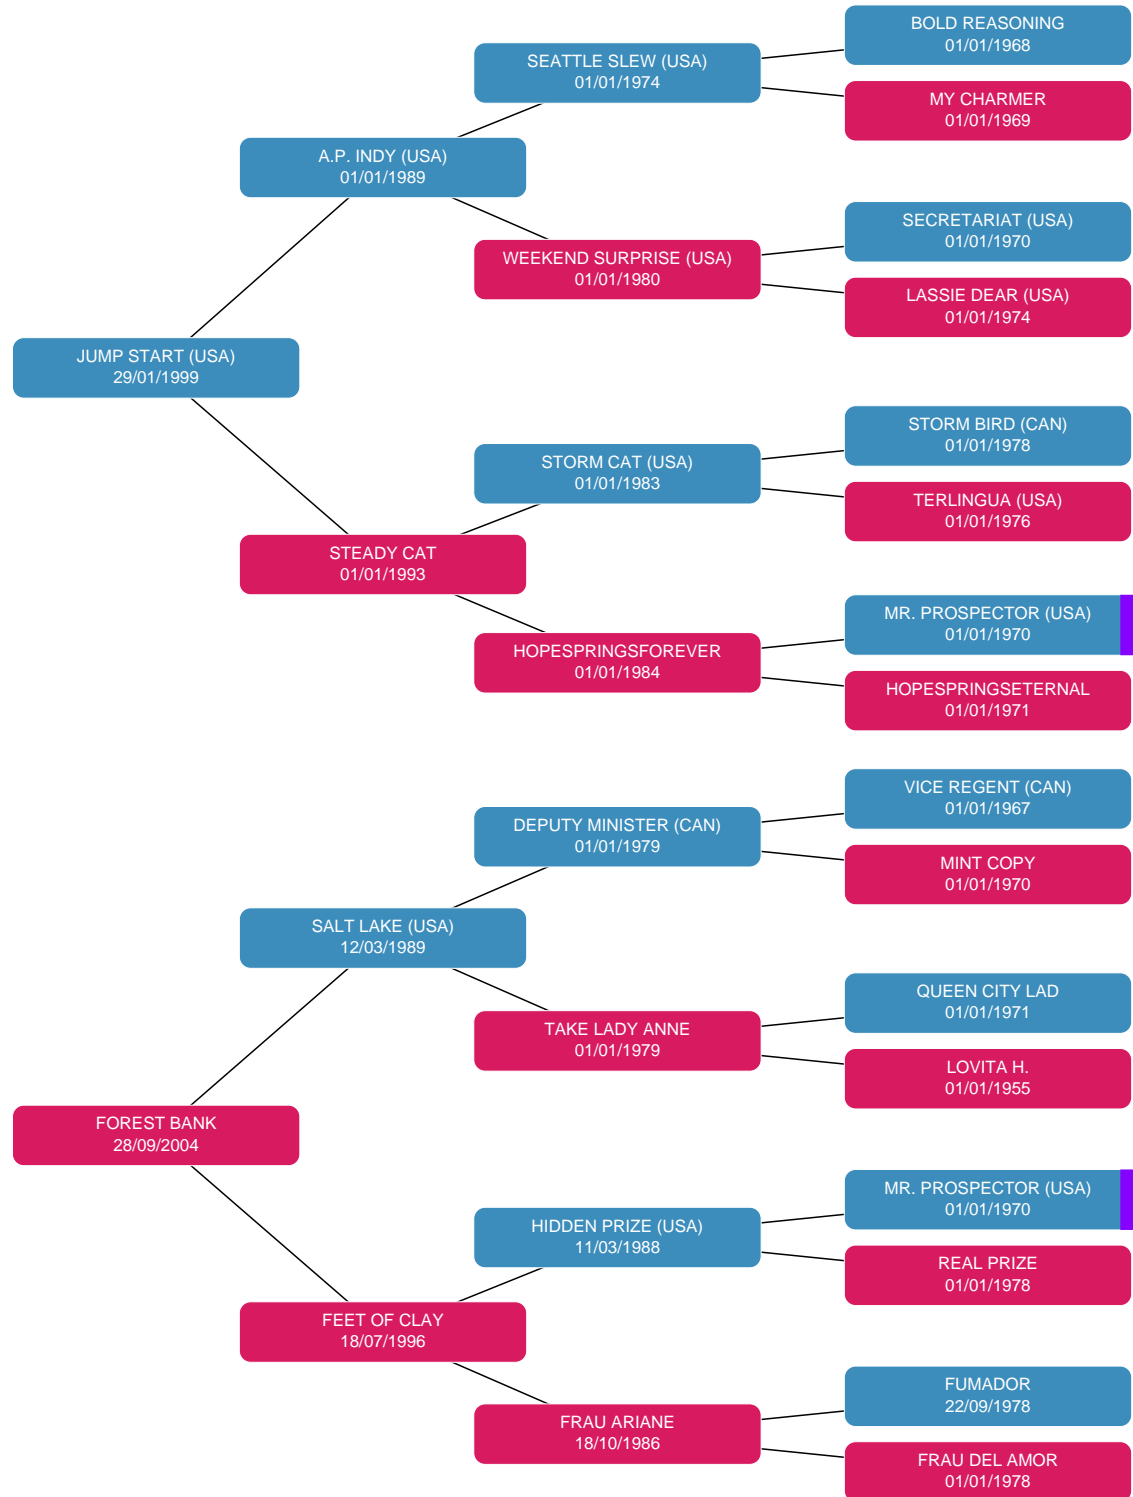 BOLD REASONING
01/01/1968
SEATTLE SLEW (USA)
01/01/1974
MY CHARMER
01/01/1969
A.P. INDY (USA)
01/01/1989
SECRETARIAT (USA)
01/01/1970
WEEKEND SURPRISE (USA)
01/01/1980
LASSIE DEAR (USA)
01/01/1974
JUMP START (USA)
29/01/1999
STORM BIRD (CAN)
01/01/1978
STORM CAT (USA)
01/01/1983
TERLINGUA (USA)
01/01/1976
STEADY CAT
01/01/1993
MR. PROSPECTOR (USA)
01/01/1970
HOPESPRINGSFOREVER
01/01/1984
HOPESPRINGSETERNAL
01/01/1971
VICE REGENT (CAN)
01/01/1967
DEPUTY MINISTER (CAN)
01/01/1979
MINT COPY
01/01/1970
SALT LAKE (USA)
12/03/1989
QUEEN CITY LAD
01/01/1971
TAKE LADY ANNE
01/01/1979
LOVITA H.
01/01/1955
FOREST BANK
28/09/2004
MR. PROSPECTOR (USA)
01/01/1970
HIDDEN PRIZE (USA)
11/03/1988
REAL PRIZE
01/01/1978
FEET OF CLAY
18/07/1996
FUMADOR
22/09/1978
FRAU ARIANE
18/10/1986
FRAU DEL AMOR
01/01/1978